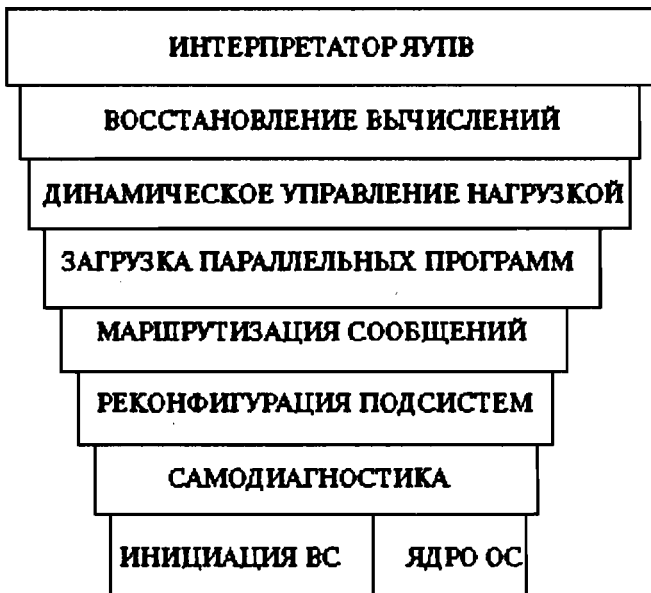 ИНТЕРПРЕТАТОР ЯУПВ
ВОССТАНОВЛЕНИЕ ВЫЧИСЛЕНИЙ
ДИНАМИЧЕСКОЕ УПРАВЛЕНИЕ НАГРУЗКОЙ
ЗАГРУЗКА ПАРАЛЛЕЛЬНЫХ ПРОГРАММ
МАРШРУТИЗАЦИЯ СООБЩЕНИЙ
РЕКОНФИГУРАЦИЯ ПОДСИСТЕМ
САМОДИАГНОСТИКА
ИНИЦИАЦИЯ ВС ЯДРО ОС